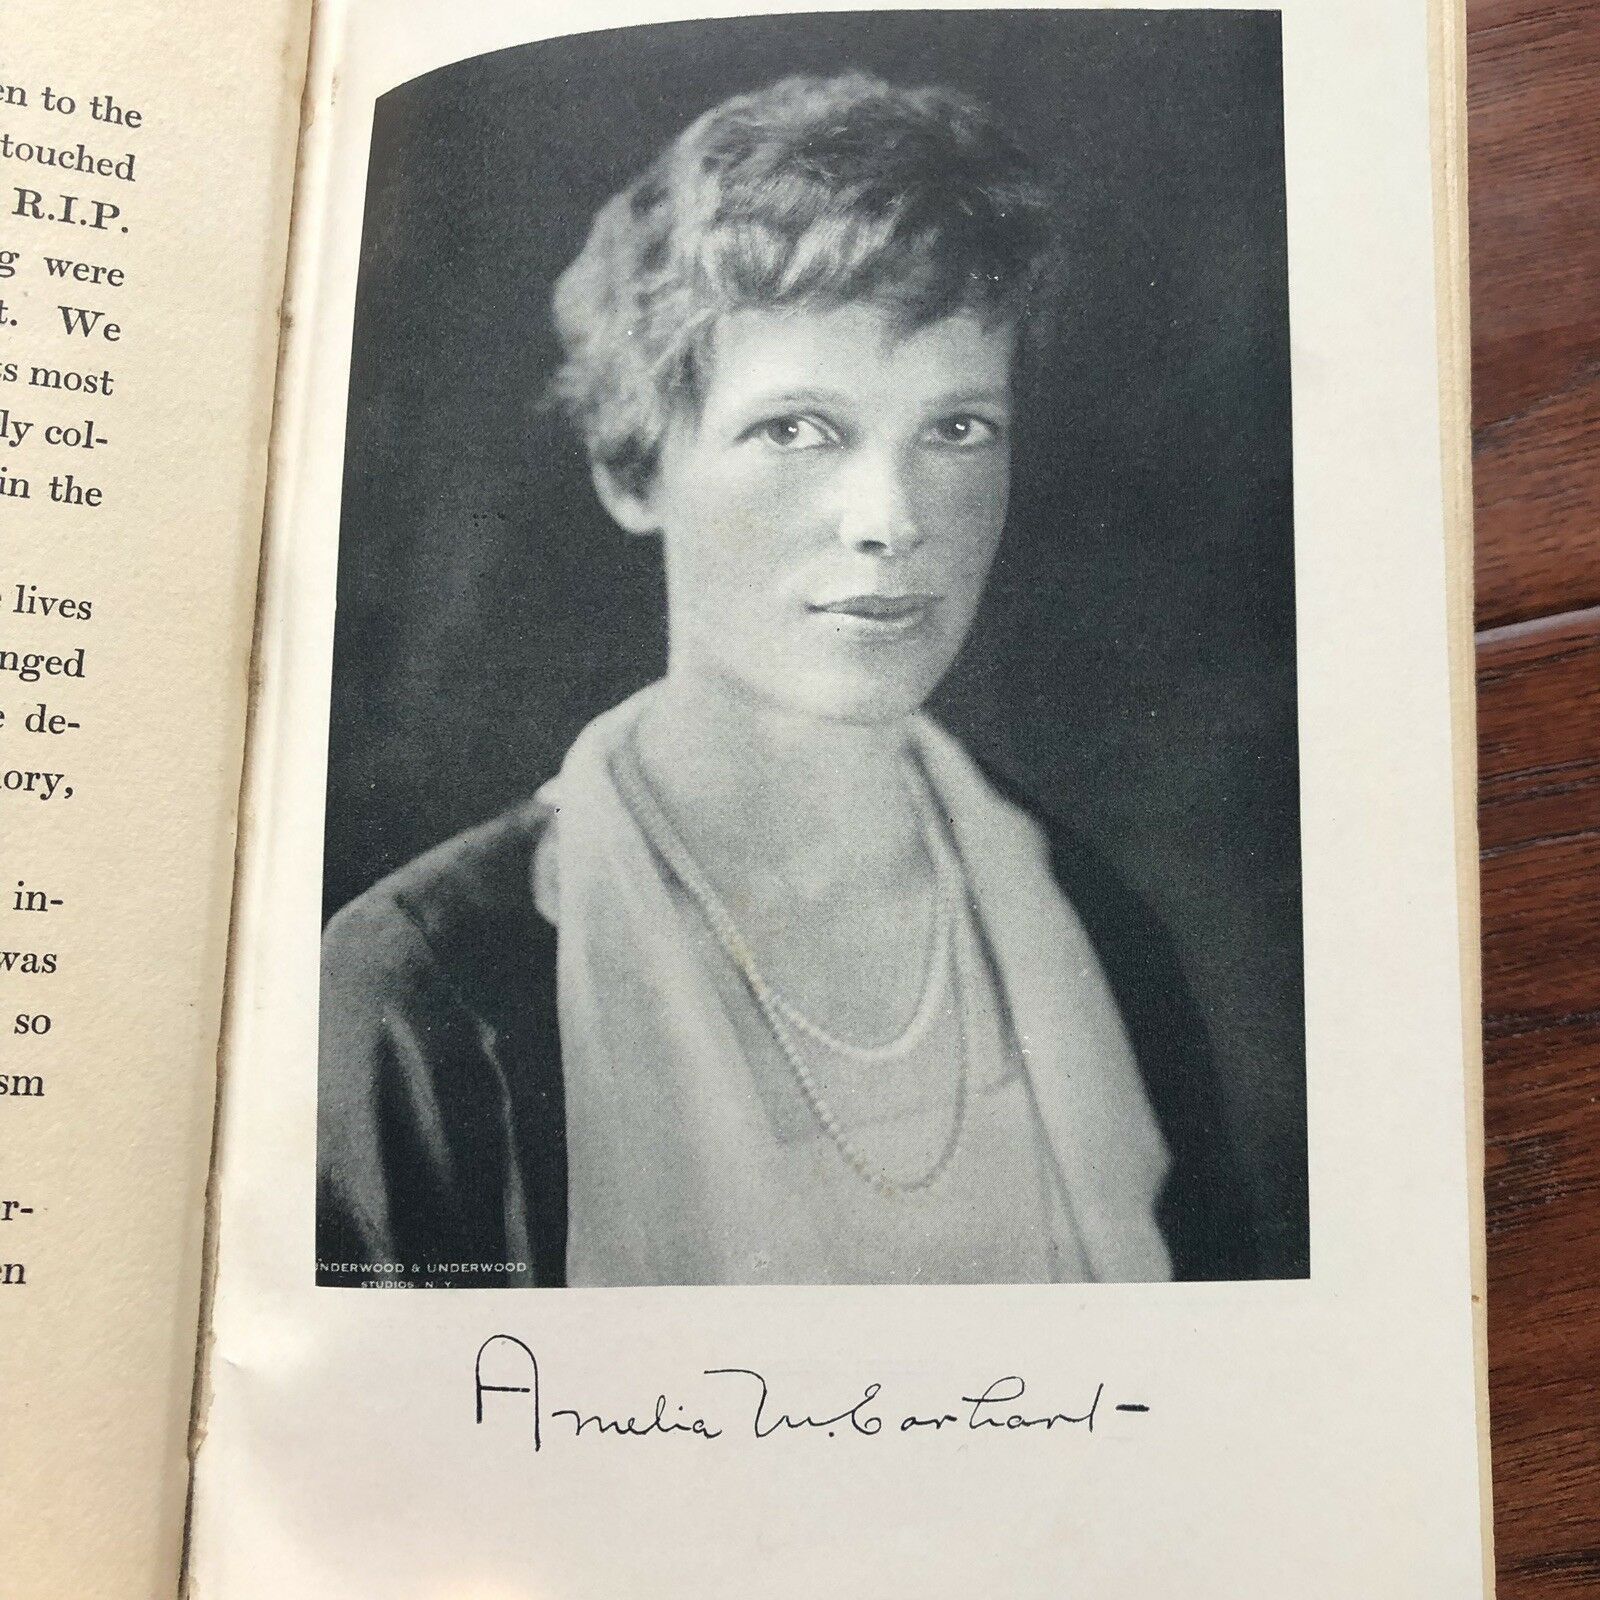 en to the
touched
R.I.P.
g were
t. We
ts most
ly col-
in the
e lives
nged
e de-
ory,
in-
was
so
sm
r-
en
UNDERWOOD & UNDERWOOD
STUDIOS N Y
Amelia M. Earhart-